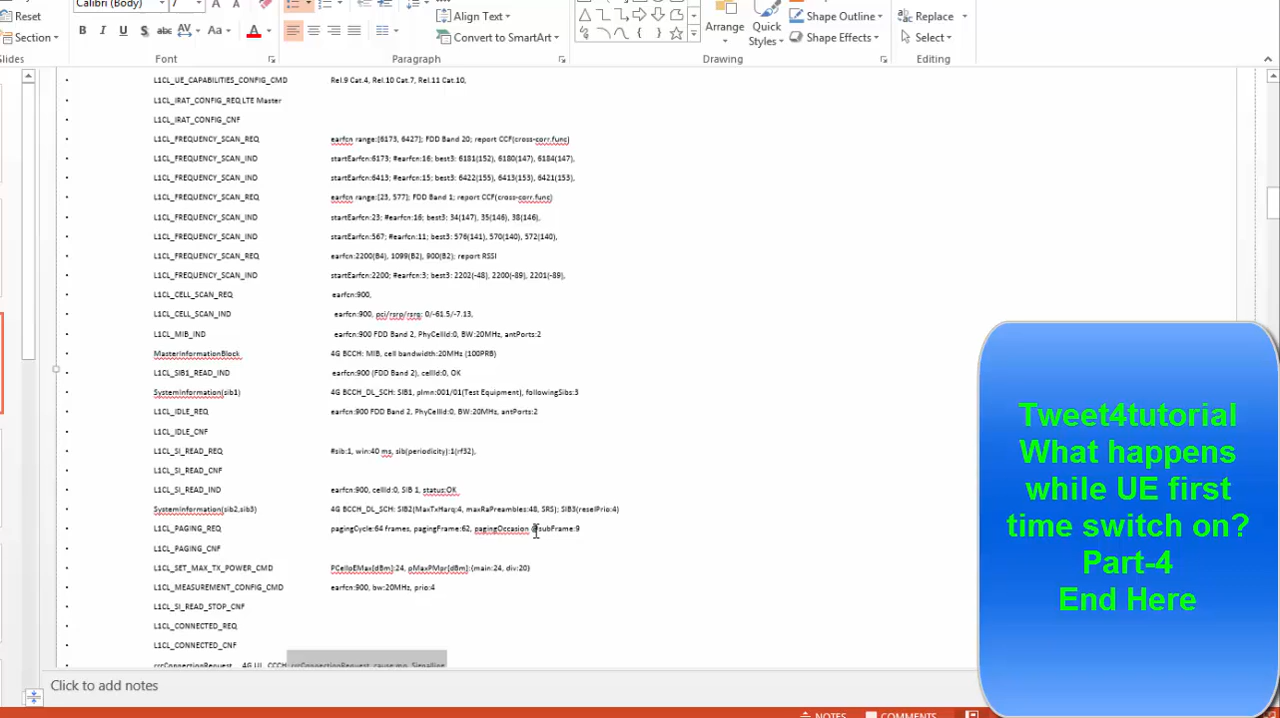 Calibri (Body) 7
Reset
Section
B I U S abc AV Aa A
Align Text
Convert to SmartArt
Arrange
Quick
Styles
Shape Outline
Shape Effects
Replace
Select
Slides
Font
Paragraph
Drawing
Editing
L1CL_UE_CAPABILITIES_CONFIG_CMD Rel.9 Cat.4, Rel.10 Cat.7, Rel.11 Cat.10,
L1CL_IRAT_CONFIG_REQ LTE Master
L1CL_IRAT_CONFIG_CNF
L1CL_FREQUENCY_SCAN_REQ earfcn range:[6173, 6427]; FDD Band 20; report CCF(cross-corr.func)
L1CL_FREQUENCY_SCAN_IND startEarfcn:6173; #earfcn:16; best3: 6181(152), 6180(147), 6184(147),
L1CL_FREQUENCY_SCAN_IND startEarfcn:6413; #earfcn:15; best3: 6422(155), 6413(153), 6421(153),
L1CL_FREQUENCY_SCAN_REQ earfcn range:[23, 577]; FDD Band 1; report CCF(cross-corr.func)
L1CL_FREQUENCY_SCAN_IND startEarfcn:23; #earfcn:16; best3: 34(147), 35(146), 38(146),
L1CL_FREQUENCY_SCAN_IND startEarfcn:567; #earfcn:11; best3: 576(141), 570(140), 572(140),
L1CL_FREQUENCY_SCAN_REQ earfcn:2200(B4), 1099(B2), 900(B2); report RSSI
L1CL_FREQUENCY_SCAN_IND startEarfcn:2200; #earfcn:3; best3: 2202(-48), 2200(-89), 2201(-89),
L1CL_CELL_SCAN_REQ earfcn:900,
L1CL_CELL_SCAN_IND earfcn:900, pci/rsrp/rsrq: 0/-61.5/-7.13,
L1CL_MIB_IND earfcn:900 FDD Band 2, PhyCellId:0, BW:20MHz, antPorts:2
MasterInformationBlock 4G BCCH: MIB, cell bandwidth:20MHz (100PRB)
L1CL_SIB1_READ_IND earfcn:900 (FDD Band 2), cellId:0, OK
SystemInformation(sib1) 4G BCCH_DL_SCH: SIB1, plmn:001/01(Test Equipment), followingSibs:3
L1CL_IDLE_REQ earfcn:900 FDD Band 2, PhyCellId:0, BW:20MHz, antPorts:2
L1CL_IDLE_CNF
L1CL_SI_READ_REQ #sib:1, win:40 ms, sib(periodicity):1(rf32),
L1CL_SI_READ_CNF
L1CL_SI_READ_IND earfcn:900, cellId:0, SIB 1, status:OK
SystemInformation(sib2,sib3) 4G BCCH_DL_SCH: SIB2(MaxTxHarq:4, maxRaPreambles:48, SRS); SIB3(reselPrio:4)
L1CL_PAGING_REQ pagingCycle:64 frames, pagingFrame:62, pagingOccasion @subFrame:9
L1CL_PAGING_CNF
L1CL_SET_MAX_TX_POWER_CMD PCellpEMax[dBm]:24, pMaxPMpr[dBm]:(main:24, div:20)
L1CL_MEASUREMENT_CONFIG_CMD earfcn:900, bw:20MHz, prio:4
L1CL_SI_READ_STOP_CNF
L1CL_CONNECTED_REQ
L1CL_CONNECTED_CNF
rrcConnectionRequest 4G UL_CCCH: rrcConnectionRequest, cause:mo_Signalling
Tweet4tutorial
What happens
while UE first
time switch on?
Part-4
End Here
Click to add notes
NOTES
COMMENTS